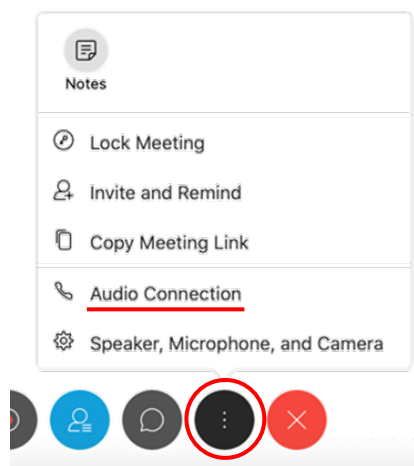 Notes
Lock Meeting
Invite and Remind
Copy Meeting Link
Audio Connection
Speaker, Microphone, and Camera